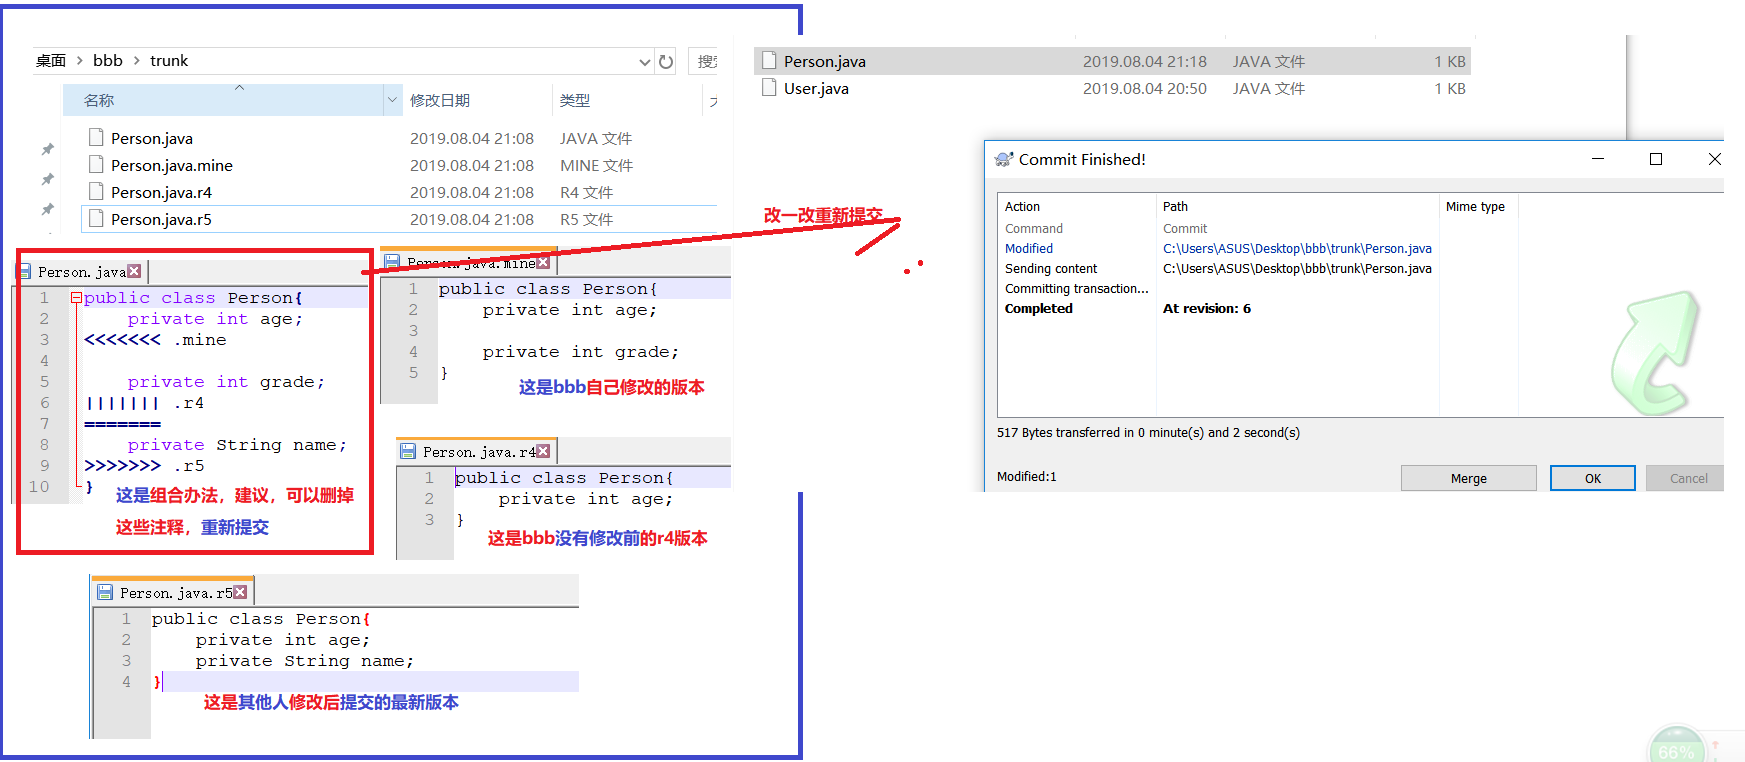 桌面 > bbb > trunk
名称 修改日期 类型
Person.java 2019.08.04 21:08 JAVA 文件
Person.java.mine 2019.08.04 21:08 MINE 文件
Person.java.r4 2019.08.04 21:08 R4 文件
Person.java.r5 2019.08.04 21:08 R5 文件
Person.java
1 public class Person{
2 private int age;
3 <<<<<<< .mine
4
5 private int grade;
6 ||||||| .r4
7 =======
8 private String name;
9 >>>>>>> .r5
10 }
这是组合办法，建议，可以删掉
这些注释，重新提交
Person.java.mine
1 public class Person{
2 private int age;
3
4 private int grade;
5 }
这是bbb自己修改的版本
Person.java.r4
1 public class Person{
2 private int age;
3 }
这是bbb没有修改前的r4版本
Person.java.r5
1 public class Person{
2 private int age;
3 private String name;
4 }
这是其他人修改后提交的最新版本
改一改重新提交
Person.java 2019.08.04 21:18 JAVA 文件 1 KB
User.java 2019.08.04 20:50 JAVA 文件 1 KB
Commit Finished!
Action Path Mime type
Command Commit
Modified C:\Users\ASUS\Desktop\bbb\trunk\Person.java
Sending content C:\Users\ASUS\Desktop\bbb\trunk\Person.java
Committing transaction...
Completed At revision: 6
517 Bytes transferred in 0 minute(s) and 2 second(s)
Modified:1
Merge OK Cancel
66%